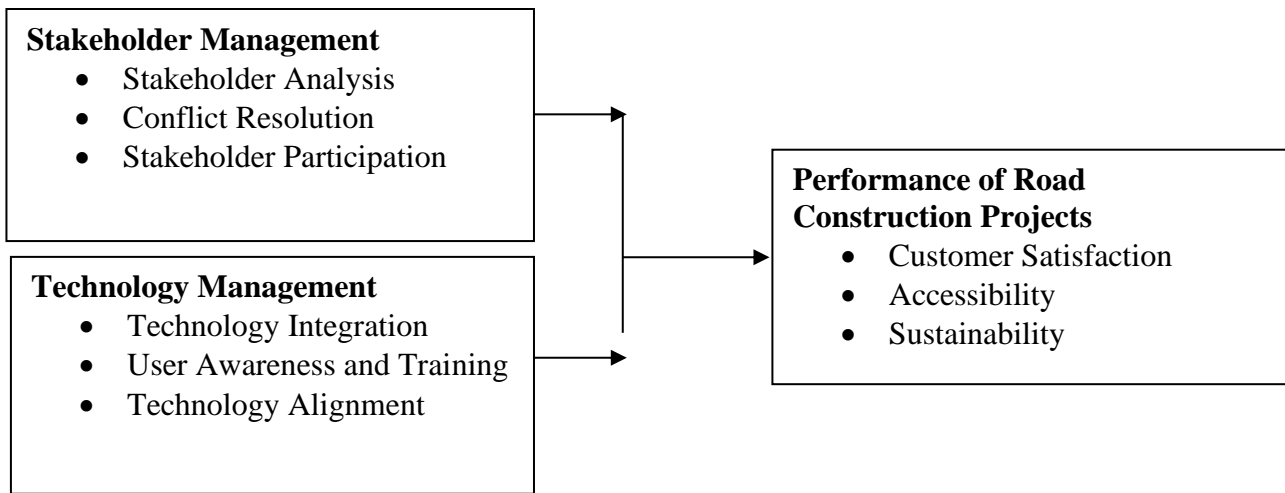 Stakeholder Management
• Stakeholder Analysis
• Conflict Resolution
• Stakeholder Participation
Technology Management
• Technology Integration
• User Awareness and Training
• Technology Alignment
Performance of Road
Construction Projects
• Customer Satisfaction
• Accessibility
• Sustainability